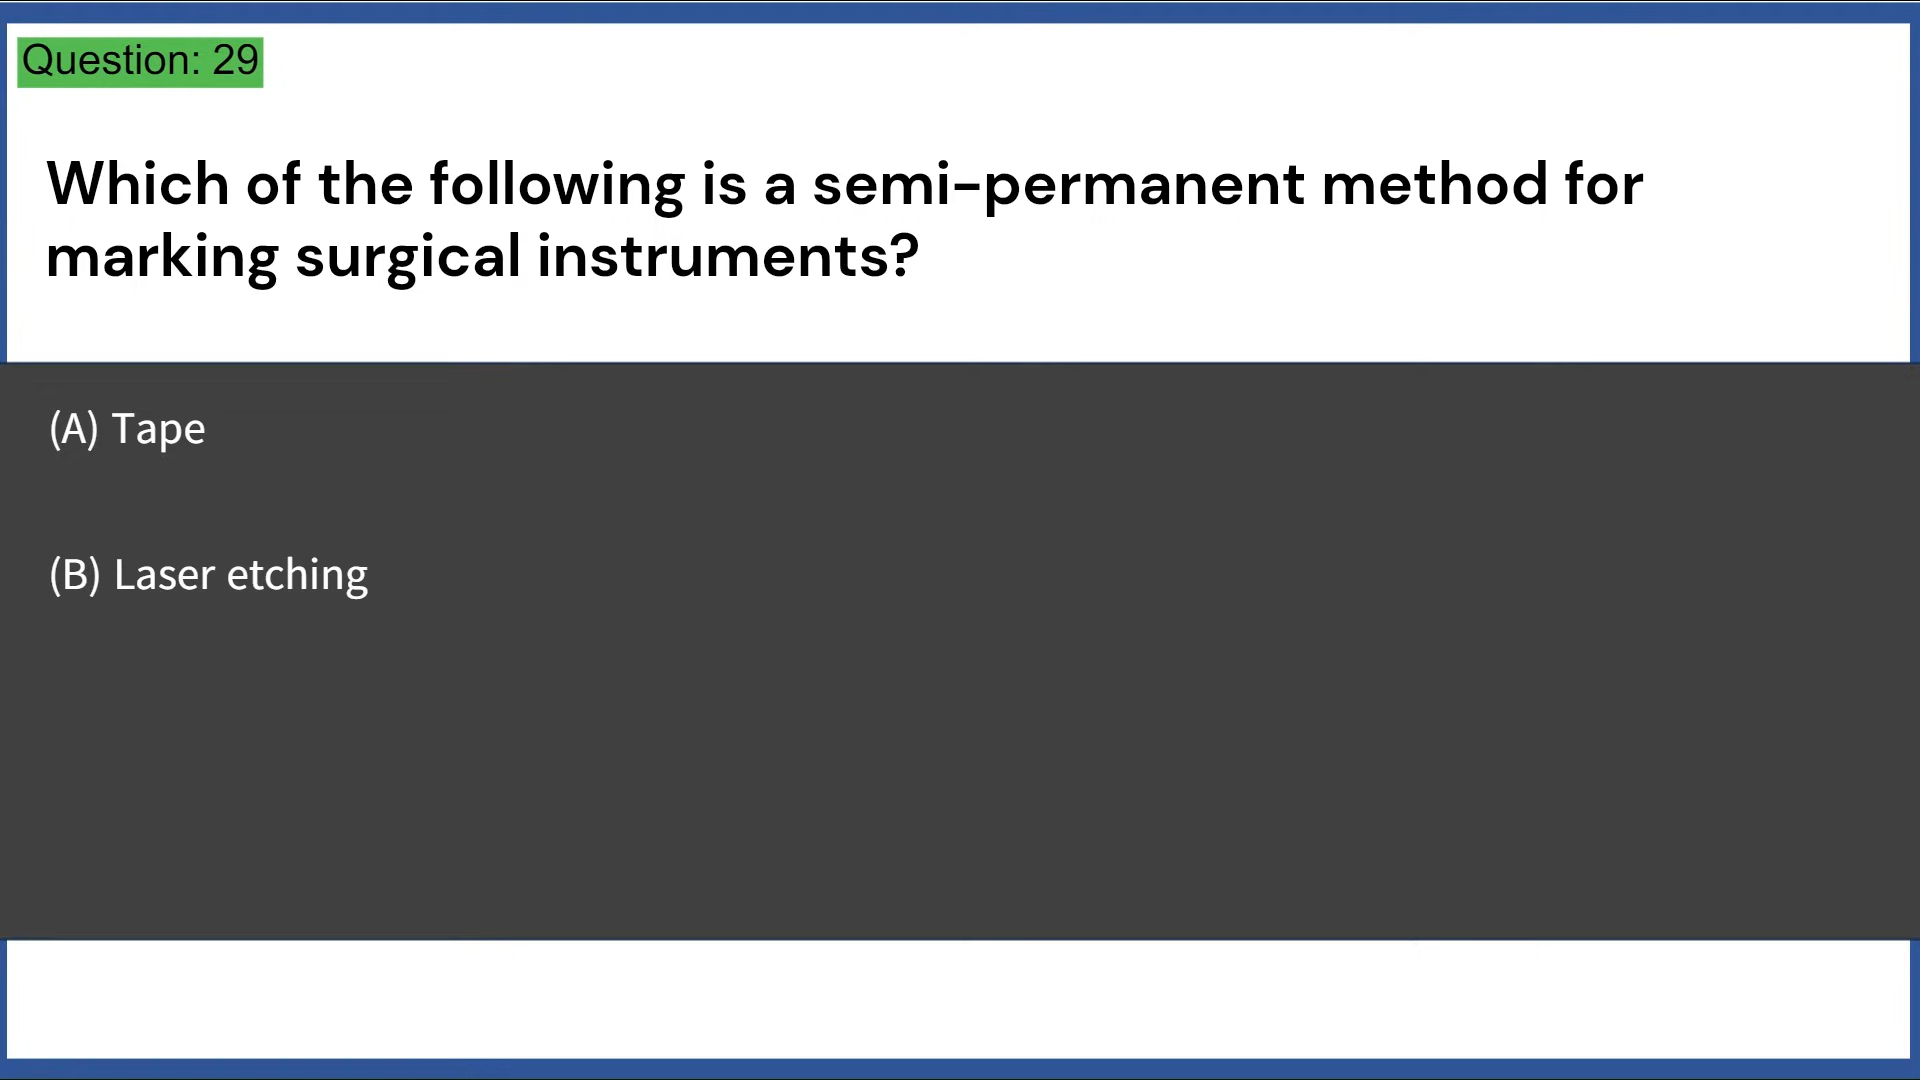 Question: 29
Which of the following is a semi-permanent method for
marking surgical instruments?
(A) Tape
(B) Laser etching